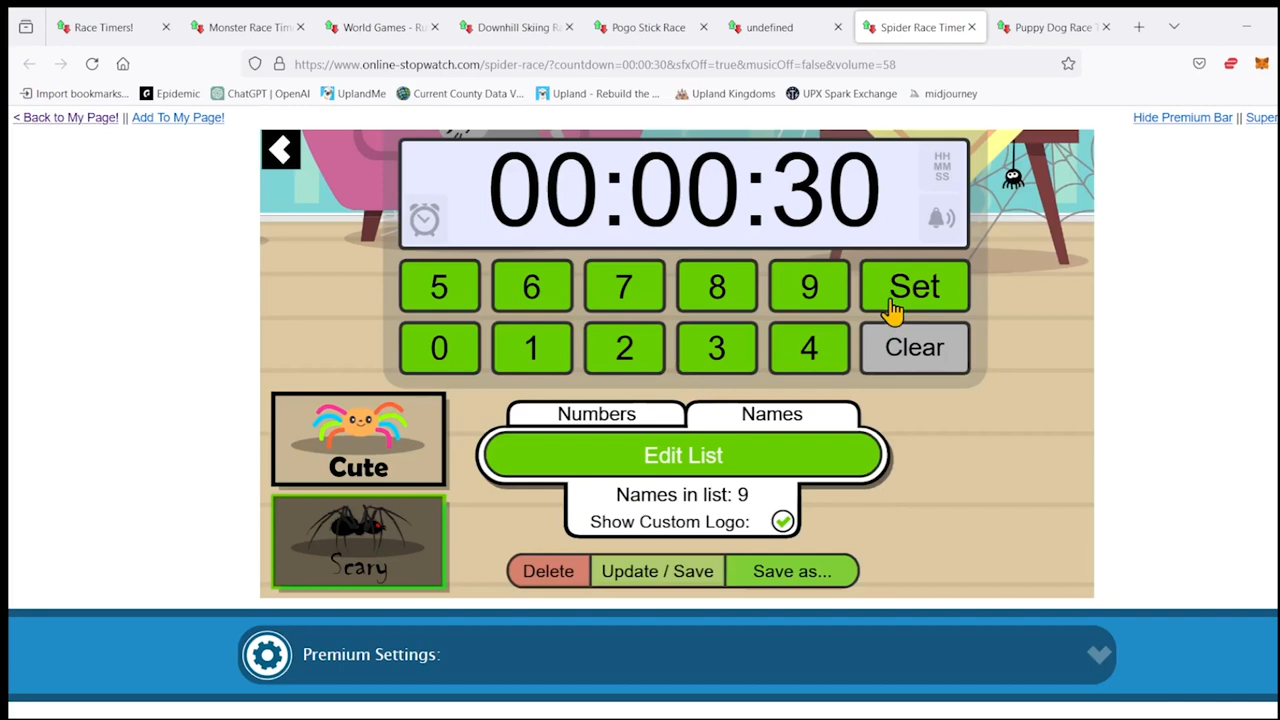 Race Timers!
Monster Race Tim
World Games - Ru
Downhill Skiing Ra
Pogo Stick Race
undefined
Spider Race Timer
Puppy Dog Race T
https://www.online-stopwatch.com/spider-race/?countdown=00:00:30&sfxOff=true&musicOff=false&volume=58
Import bookmarks...
Epidemic
ChatGPT | OpenAI
UplandMe
Current County Data V...
Upland - Rebuild the ...
Upland Kingdoms
UPX Spark Exchange
midjourney
< Back to My Page! || Add To My Page!
Hide Premium Bar || Super
00:00:30
HH
MM
SS
5 6 7 8 9 Set
0 1 2 3 4 Clear
Cute
Scary
Numbers Names
Edit List
Names in list: 9
Show Custom Logo:
Delete Update / Save Save as...
Premium Settings: